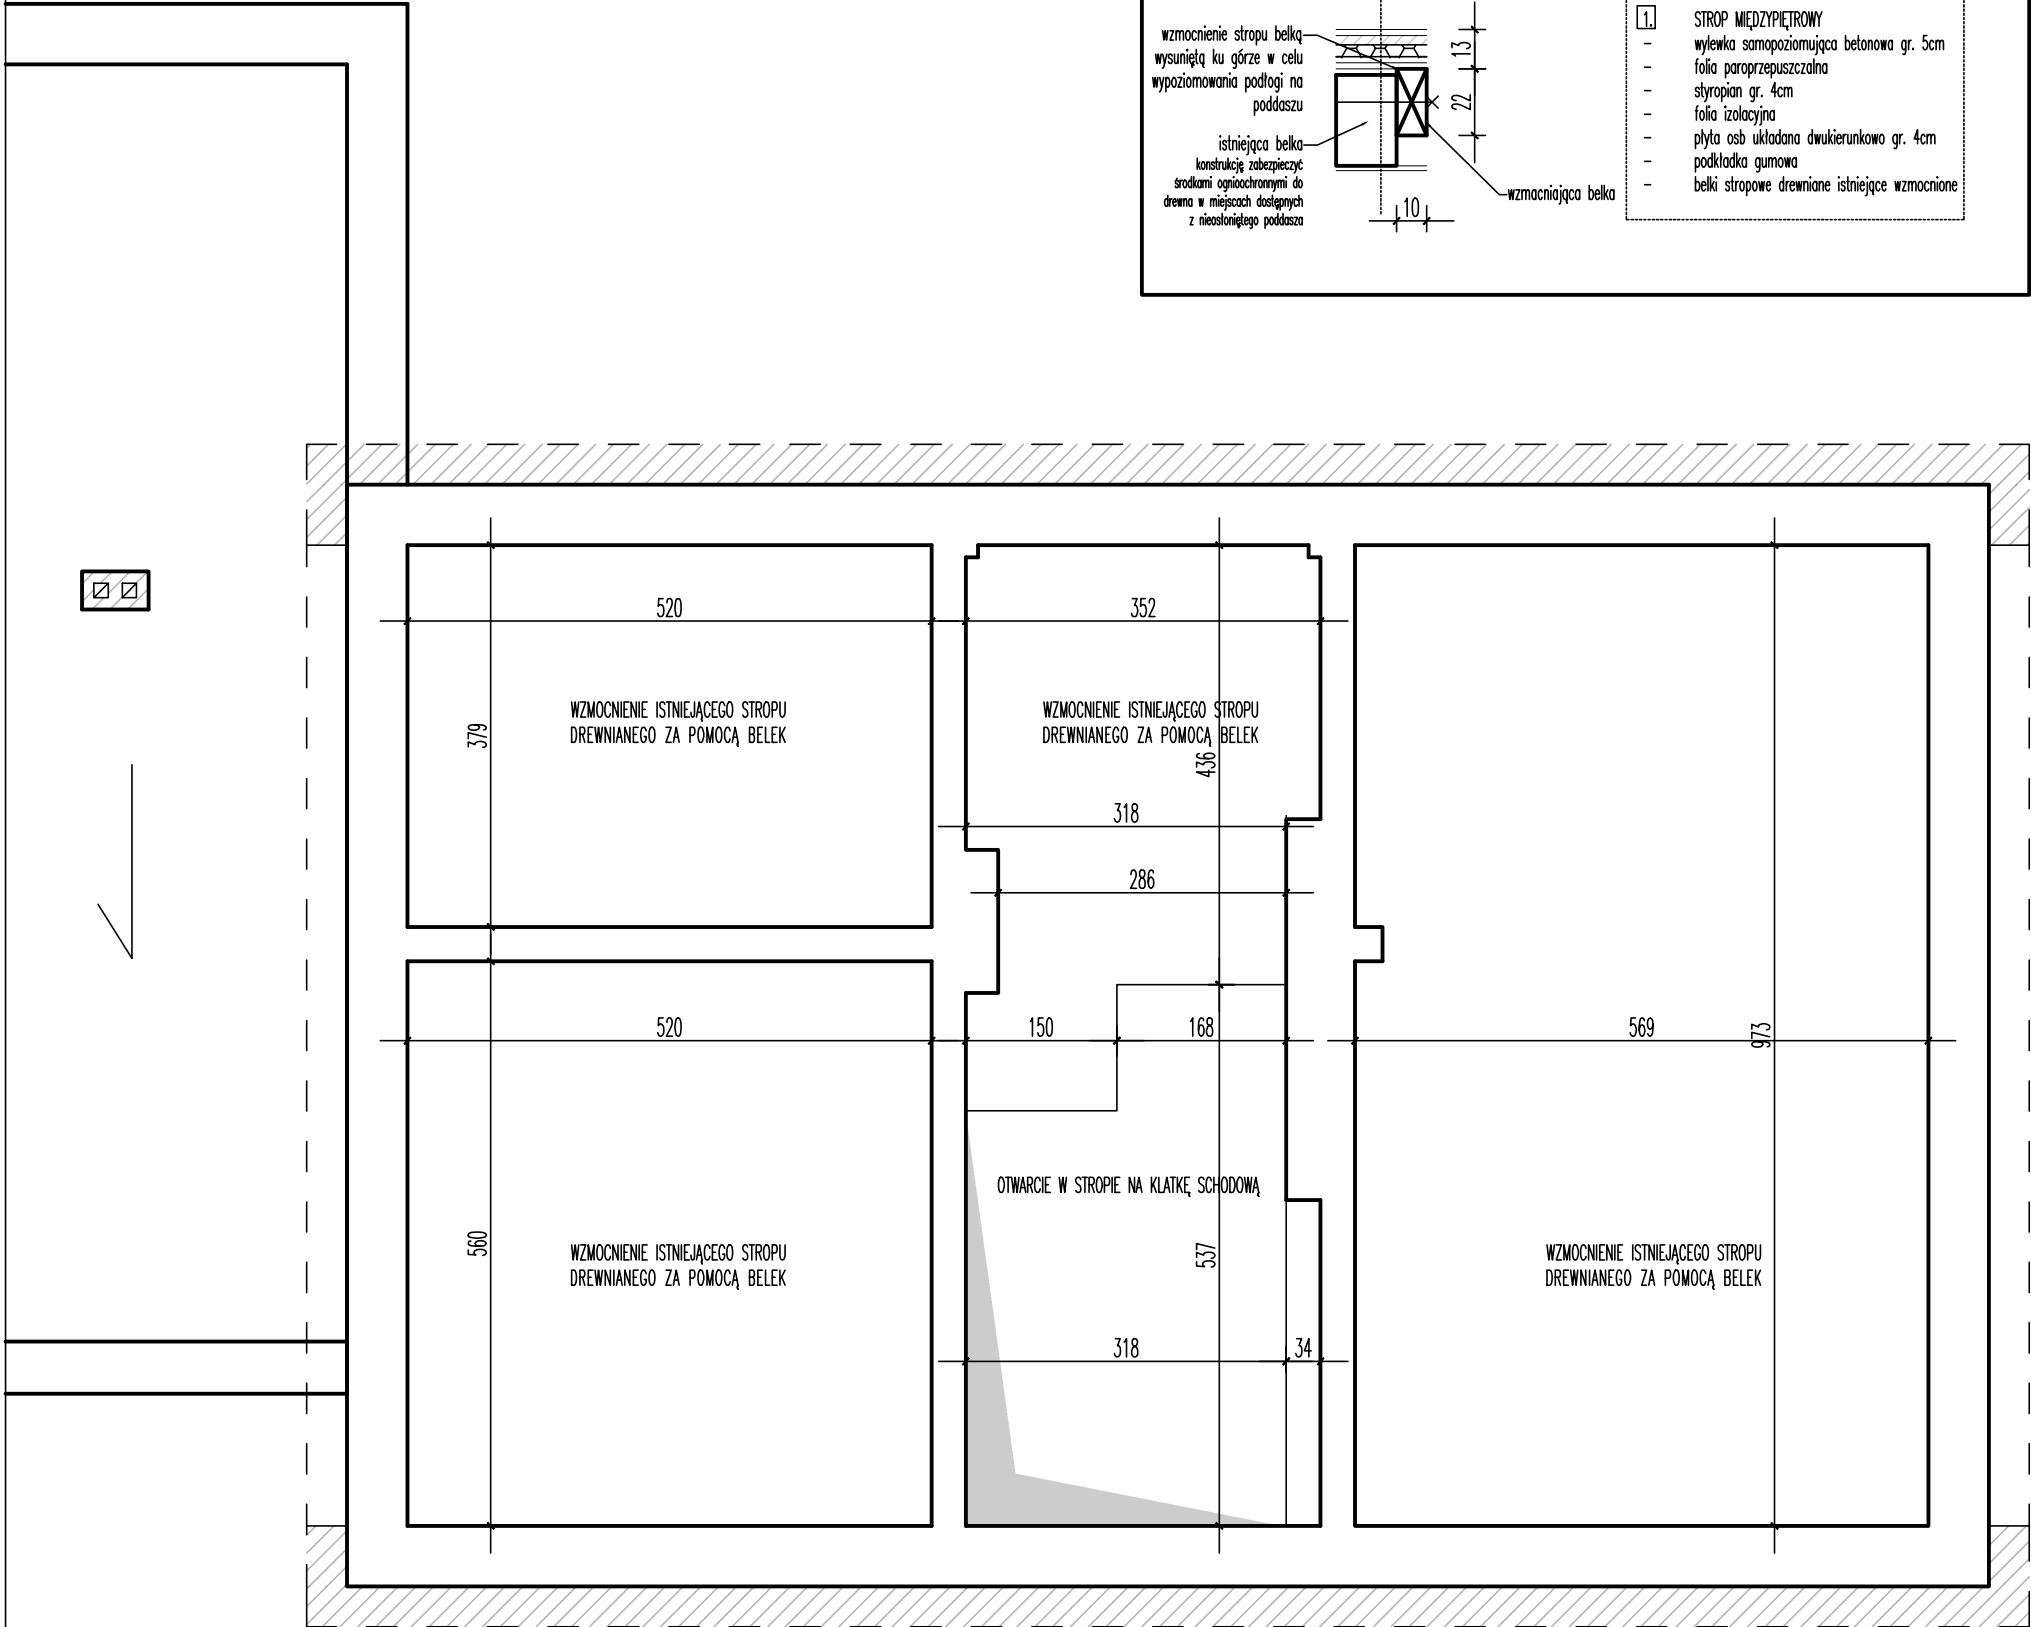 wzmocnienie stropu belką
wysuniętą ku górze w celu
wypoziomowania podłogi na
poddaszu
istniejąca belka
konstrukcję zabezpieczyć
środkami ognioochronnymi do
drewna w miejscach dostępnych
z nieosłoniętego poddasza
13
22
10
wzmacniająca belka
1. STROP MIĘDZYPIĘTROWY
- wylewka samopoziomująca betonowa gr. 5cm
- folia paroprzepuszczalna
- styropian gr. 4cm
- folia izolacyjna
- płyta osb układana dwukierunkowo gr. 4cm
- podkładka gumowa
- belki stropowe drewniane istniejące wzmocnione
520
352
WZMOCNIENIE ISTNIEJĄCEGO STROPU
DREWNIANEGO ZA POMOCĄ BELEK
379
WZMOCNIENIE ISTNIEJĄCEGO STROPU
DREWNIANEGO ZA POMOCĄ BELEK
436
318
286
520
150
168
569
973
OTWARCIE W STROPIE NA KLATKĘ SCHODOWĄ
560
WZMOCNIENIE ISTNIEJĄCEGO STROPU
DREWNIANEGO ZA POMOCĄ BELEK
537
WZMOCNIENIE ISTNIEJĄCEGO STROPU
DREWNIANEGO ZA POMOCĄ BELEK
318
34